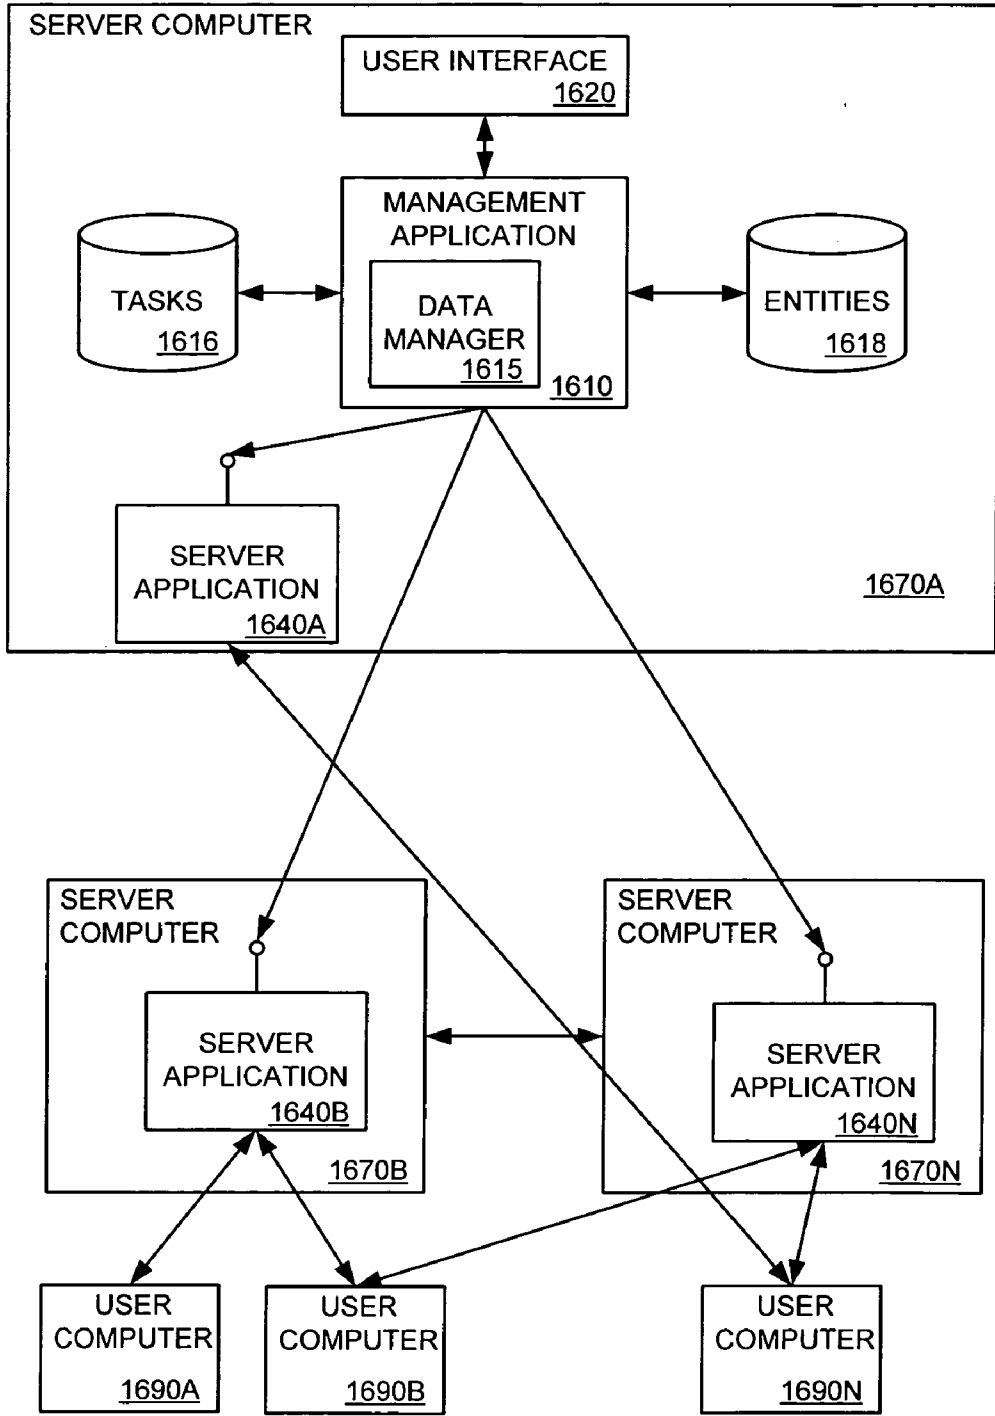 SERVER COMPUTER
USER INTERFACE
1620
MANAGEMENT
APPLICATION
TASKS
1616
DATA
MANAGER
1615
1610
ENTITIES
1618
SERVER
APPLICATION
1640A
1670A
SERVER
COMPUTER
SERVER
APPLICATION
1640B
1670B
SERVER
COMPUTER
SERVER
APPLICATION
1640N
1670N
USER
COMPUTER
1690A
USER
COMPUTER
1690B
USER
COMPUTER
1690N